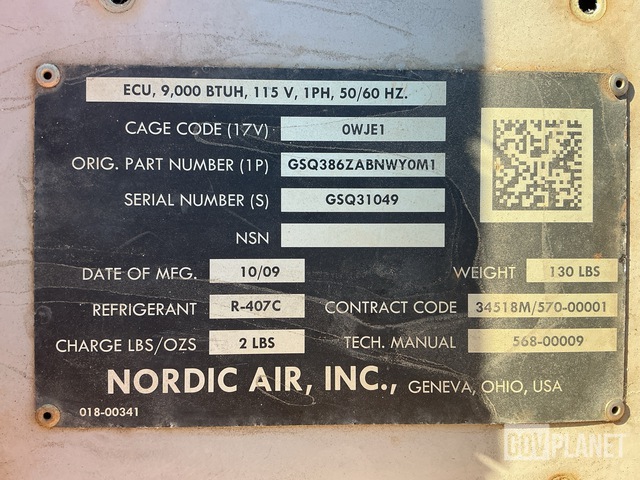 ECU, 9,000 BTUH, 115 V, 1PH, 50/60 HZ.
CAGE CODE (17V) 0WJE1
ORIG. PART NUMBER (1P) GSQ386ZABNWY0M1
SERIAL NUMBER (S) GSQ31049
NSN
DATE OF MFG. 10/09 WEIGHT 130 LBS
REFRIGERANT R-407C CONTRACT CODE 34518M/570-00001
CHARGE LBS/OZS 2 LBS TECH. MANUAL 568-00009
NORDIC AIR, INC., GENEVA, OHIO, USA
018-00341
GOVPLANET